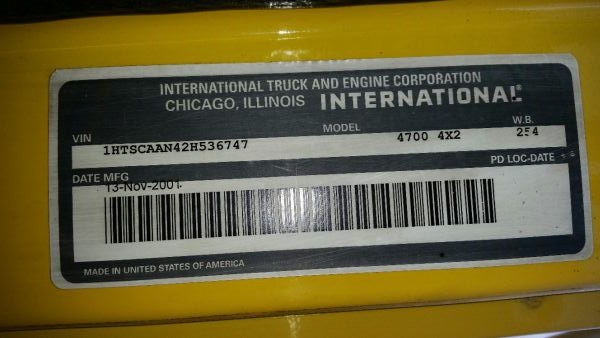 INTERNATIONAL TRUCK AND ENGINE CORPORATION
CHICAGO, ILLINOIS INTERNATIONAL®
VIN MODEL W.B.
1HTSCAAN42H536747 4700 4X2 254
DATE MFG PD LOC-DATE
13-Nov-2001
MADE IN UNITED STATES OF AMERICA